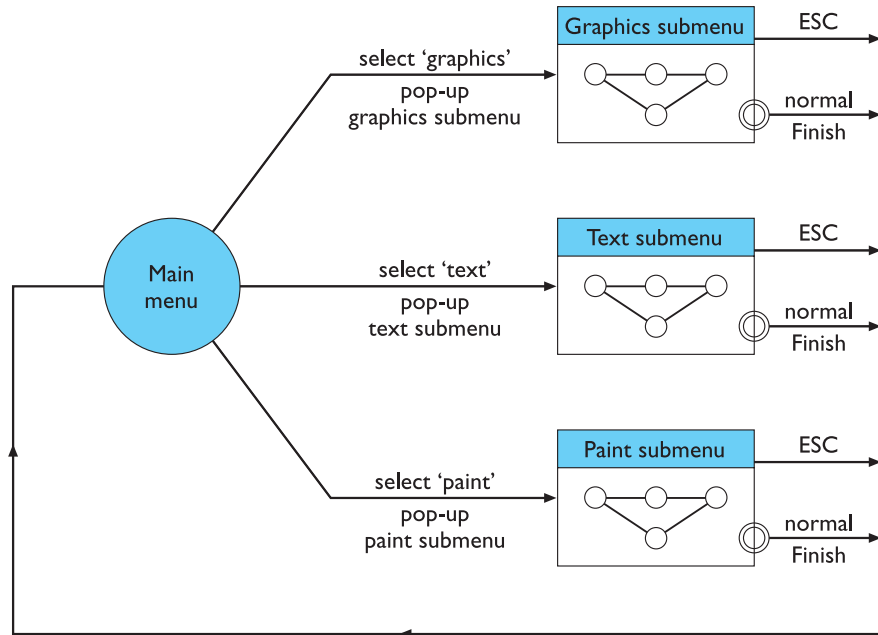 Graphics submenu
ESC
select ‘graphics’
pop-up
graphics submenu
normal
Finish
Main
menu
Text submenu
ESC
select ‘text’
pop-up
text submenu
normal
Finish
Paint submenu
ESC
select ‘paint’
pop-up
paint submenu
normal
Finish